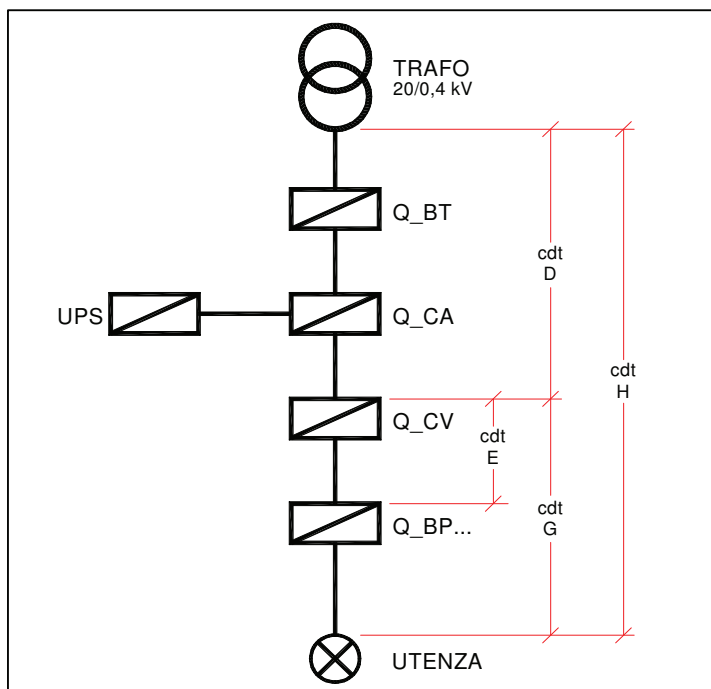 TRAFO
20/0,4 kV
Q_BT
cdt
D
UPS
Q_CA
cdt
H
Q_CV
cdt
E
Q_BP...
cdt
G
UTENZA